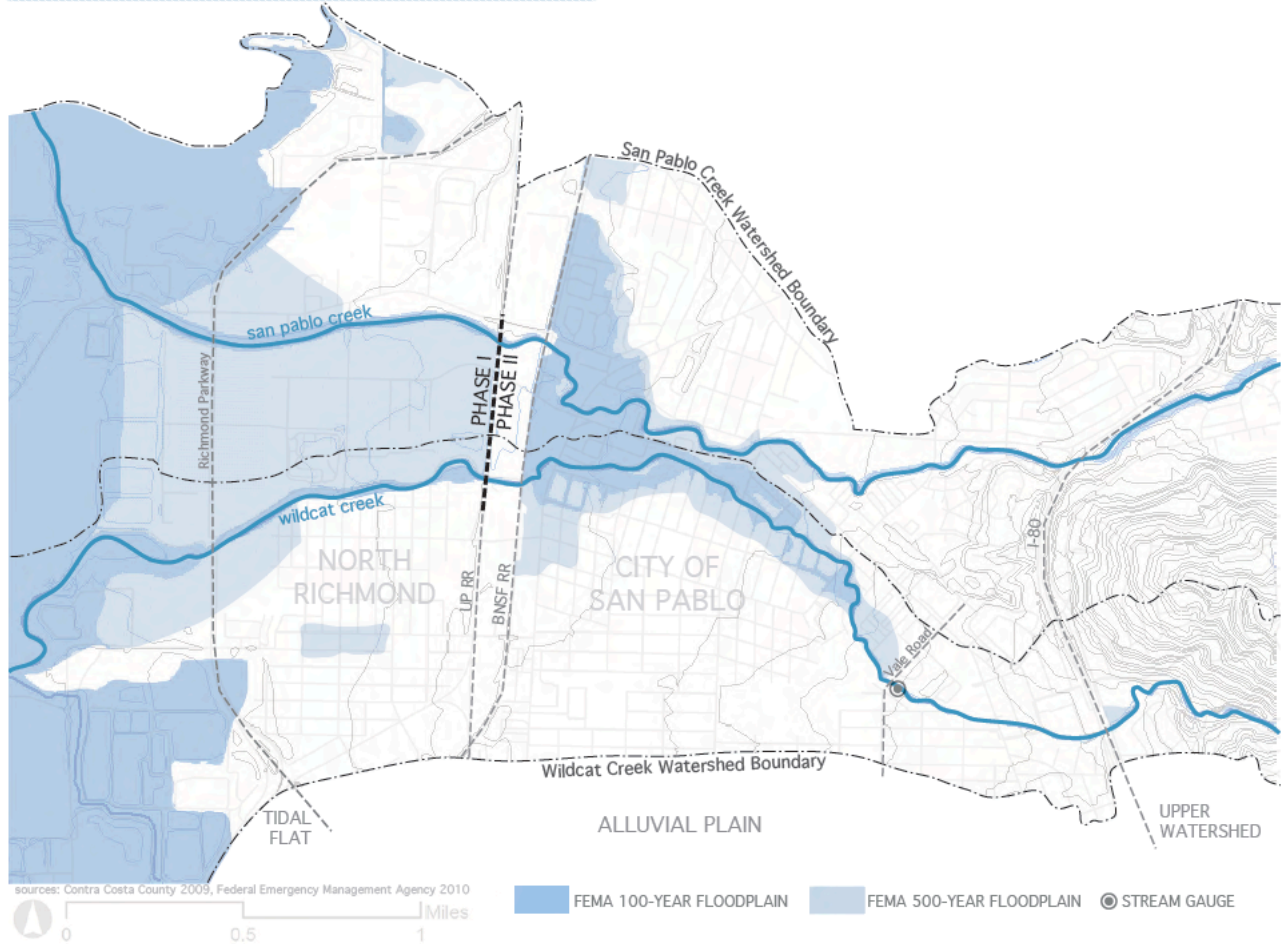 San Pablo Creek Watershed Boundary
san pablo creek
Richmond Parkway
PHASE I
PHASE II
wildcat creek
NORTH
RICHMOND
UP RR
BNSF RR
CITY OF
SAN PABLO
I-80
Vale Road
Wildcat Creek Watershed Boundary
TIDAL
FLAT
ALLUVIAL PLAIN
UPPER
WATERSHED
sources: Contra Costa County 2009, Federal Emergency Management Agency 2010
FEMA 100-YEAR FLOODPLAIN
FEMA 500-YEAR FLOODPLAIN
STREAM GAUGE
Miles
0
0.5
1